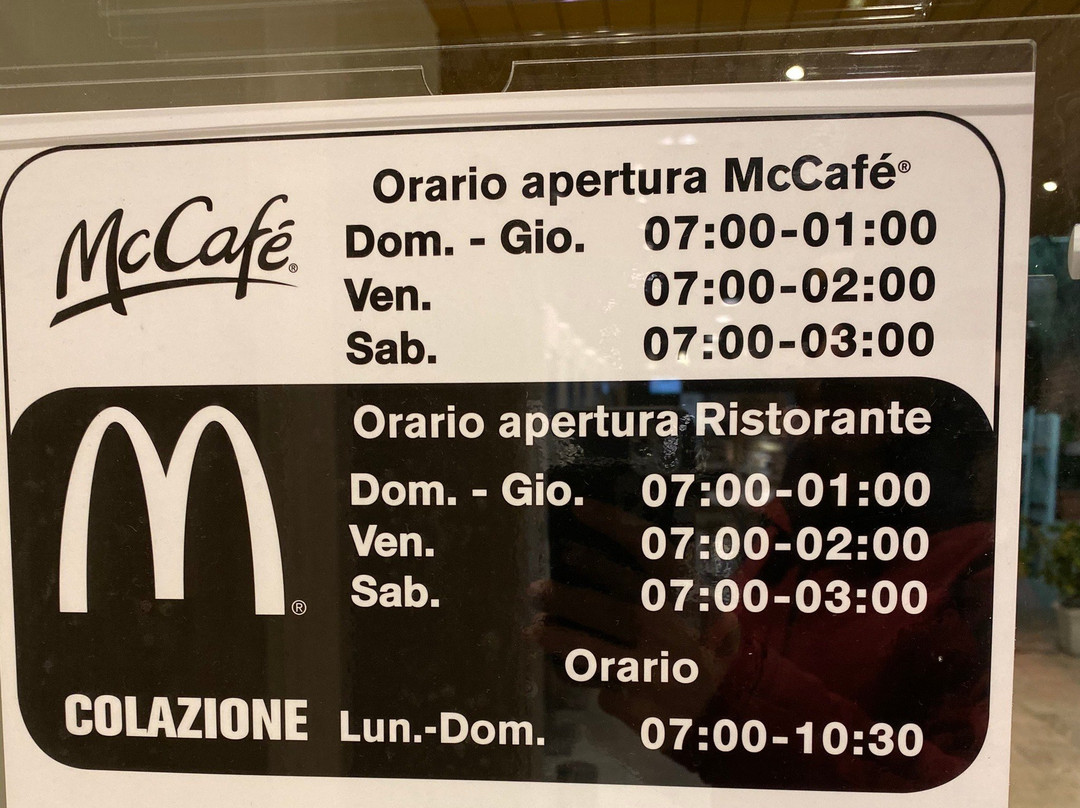 Orario apertura McCafé®
McCafé®
Dom. - Gio. 07:00-01:00
Ven. 07:00-02:00
Sab. 07:00-03:00
Orario apertura Ristorante
Dom. - Gio. 07:00-01:00
Ven. 07:00-02:00
Sab. 07:00-03:00
M®
Orario
COLAZIONE Lun.-Dom. 07:00-10:30